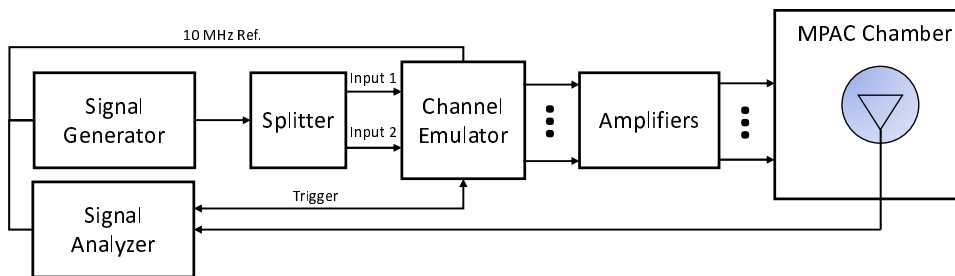 10 MHz Ref.
MPAC Chamber
Signal
Generator
Splitter
Input 1
Input 2
Channel
Emulator
Amplifiers
Trigger
Signal
Analyzer